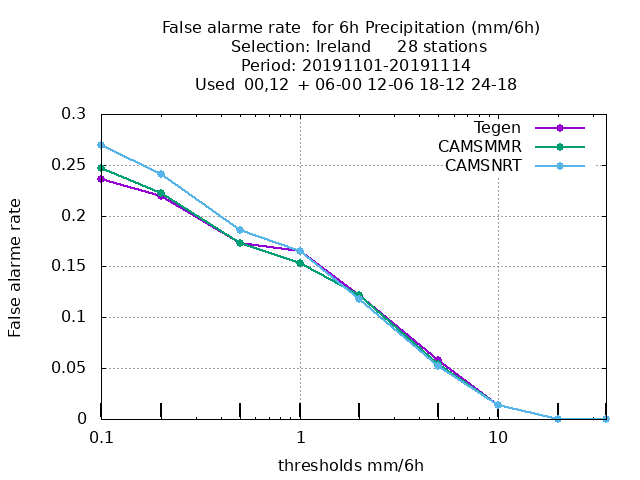 False alarme rate  for 6h Precipitation (mm/6h)
Selection: Ireland     28 stations
Period: 20191101-20191114
Used  00,12  + 06-00 12-06 18-12 24-18
Tegen
CAMSMMR
CAMSNRT
0.3
0.25
0.2
0.15
0.1
0.05
0
False alarme rate
0.1 1 10
thresholds mm/6h